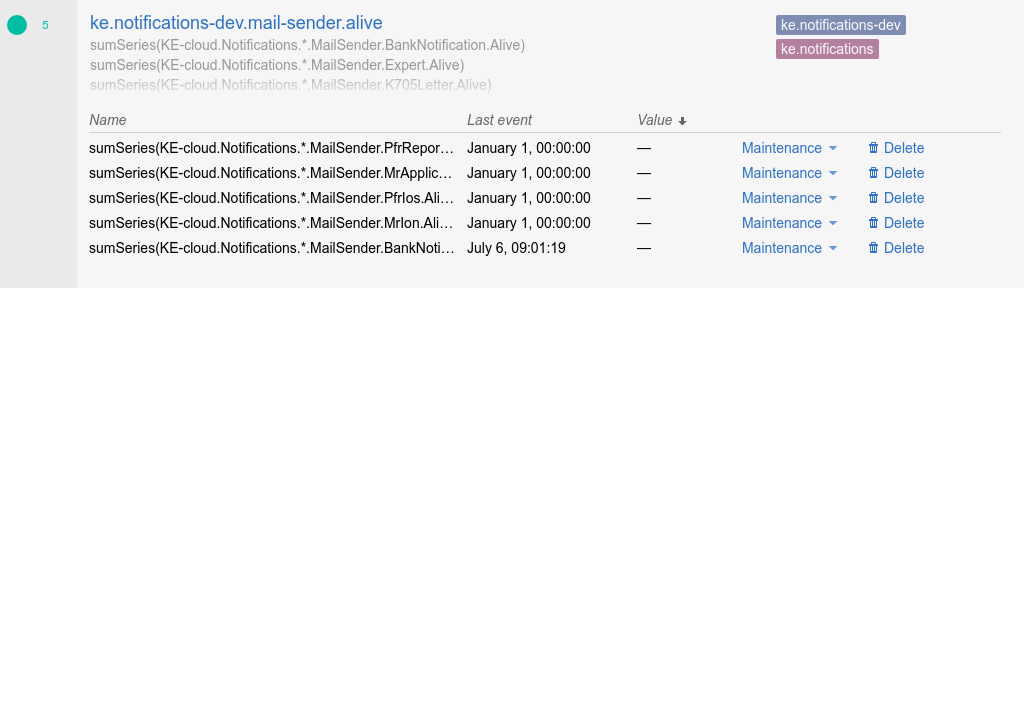 5
ke.notifications-dev.mail-sender.alive
ke.notifications-dev
sumSeries(KE-cloud.Notifications.*.MailSender.BankNotification.Alive)
ke.notifications
sumSeries(KE-cloud.Notifications.*.MailSender.Expert.Alive)
sumSeries(KE-cloud.Notifications.*.MailSender.K705Letter.Alive)
Name Last event Value
sumSeries(KE-cloud.Notifications.*.MailSender.PfrRepor… January 1, 00:00:00 — Maintenance Delete
sumSeries(KE-cloud.Notifications.*.MailSender.MrApplic… January 1, 00:00:00 — Maintenance Delete
sumSeries(KE-cloud.Notifications.*.MailSender.PfrIos.Ali… January 1, 00:00:00 — Maintenance Delete
sumSeries(KE-cloud.Notifications.*.MailSender.MrIon.Ali… January 1, 00:00:00 — Maintenance Delete
sumSeries(KE-cloud.Notifications.*.MailSender.BankNoti… July 6, 09:01:19 — Maintenance Delete